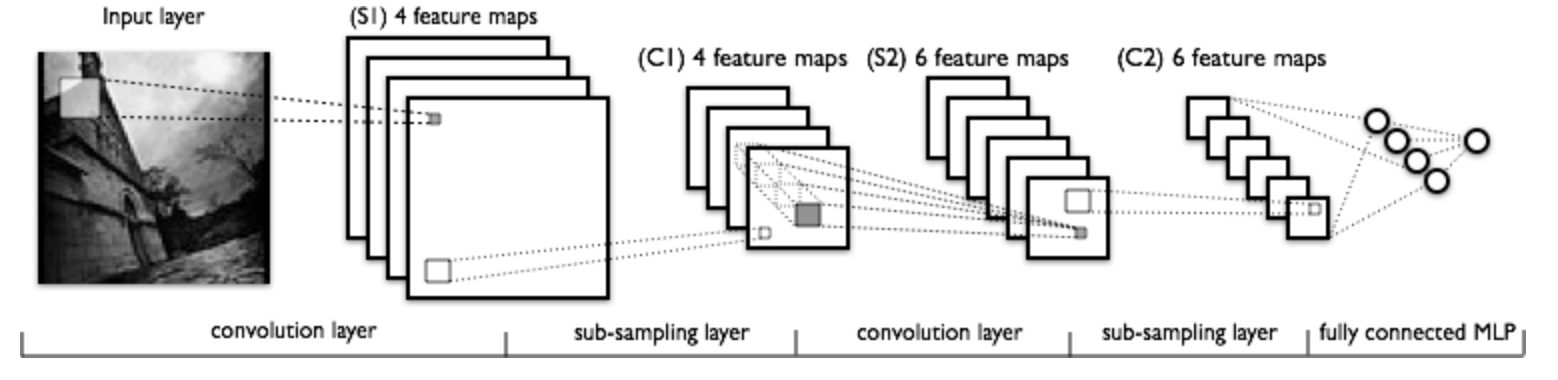 Input layer
(S1) 4 feature maps
(C1) 4 feature maps
(S2) 6 feature maps
(C2) 6 feature maps
convolution layer
sub-sampling layer
convolution layer
sub-sampling layer
fully connected MLP